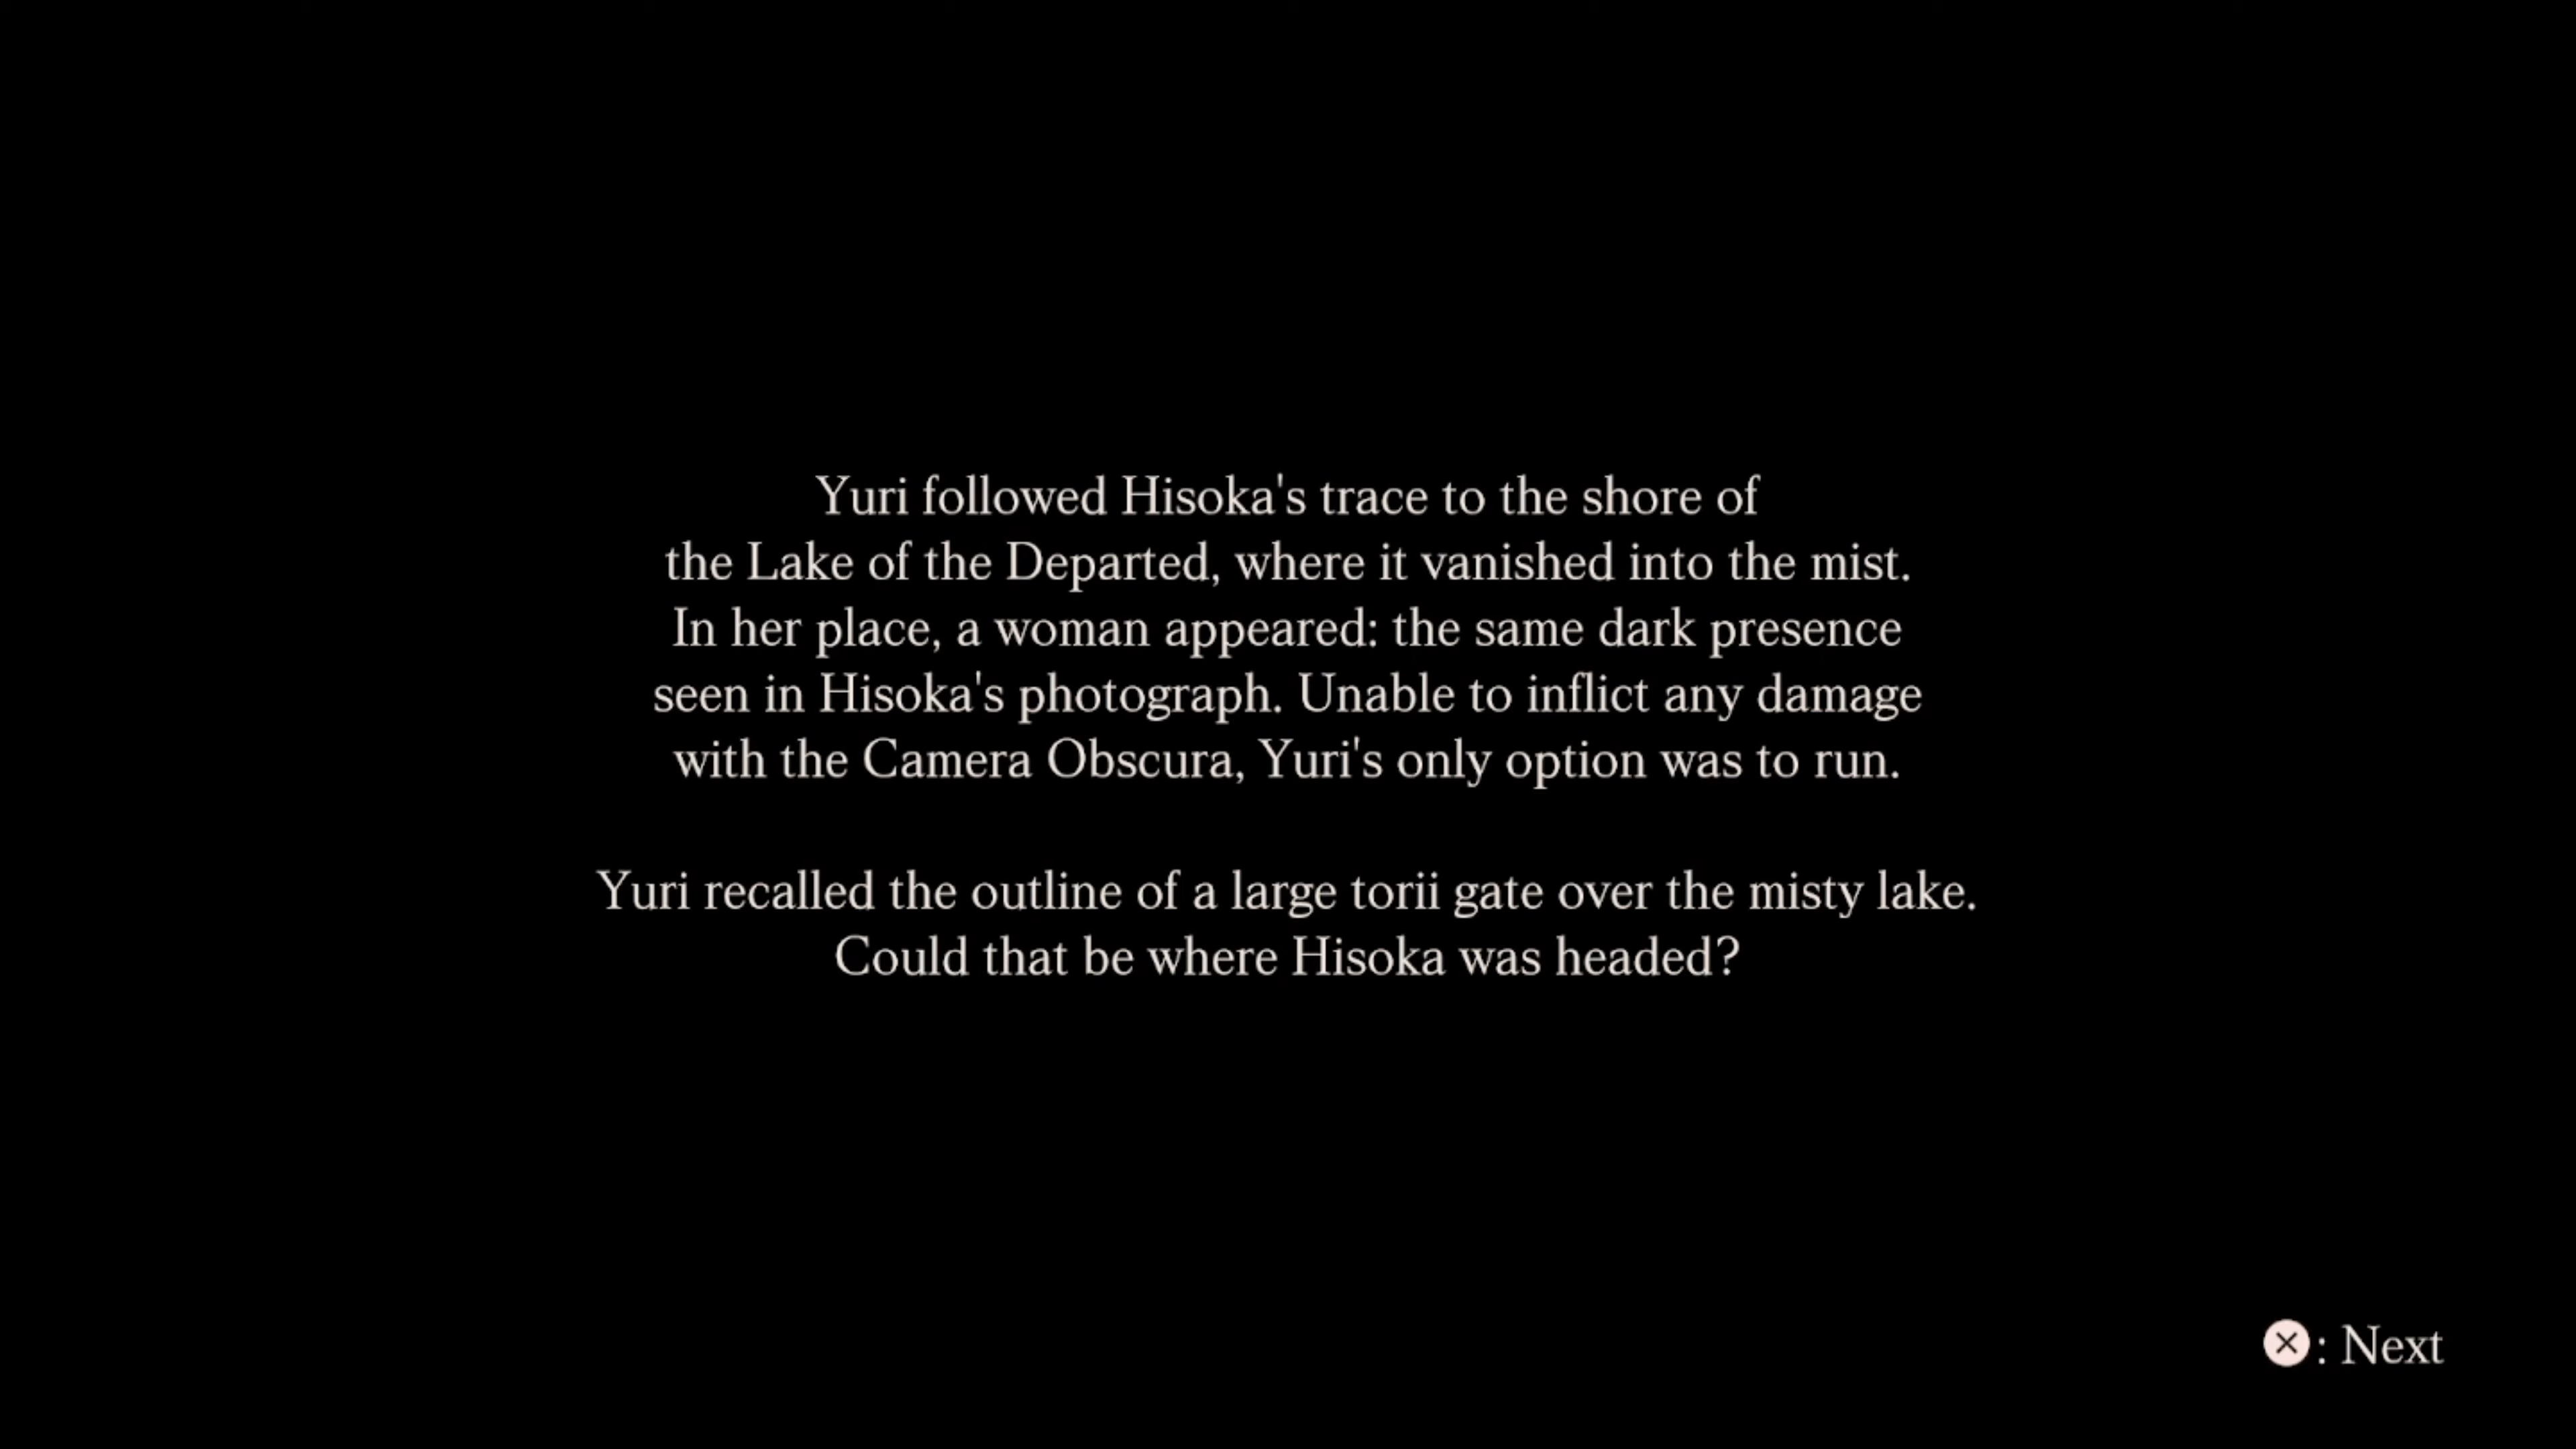 Yuri followed Hisoka's trace to the shore of
the Lake of the Departed, where it vanished into the mist.
In her place, a woman appeared: the same dark presence
seen in Hisoka's photograph. Unable to inflict any damage
with the Camera Obscura, Yuri's only option was to run.
Yuri recalled the outline of a large torii gate over the misty lake.
Could that be where Hisoka was headed?
: Next